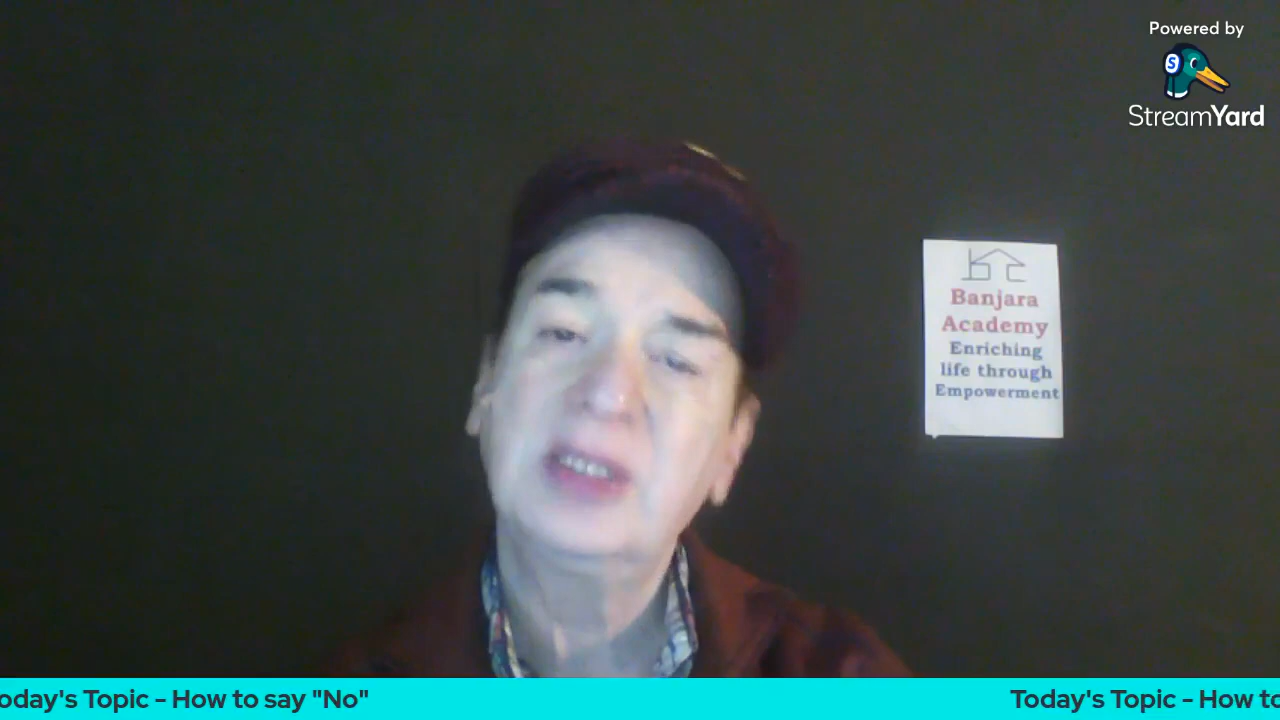 Powered by
StreamYard
Banjara
Academy
Enriching
life through
Empowerment
oday's Topic - How to say "No"
Today's Topic - How to